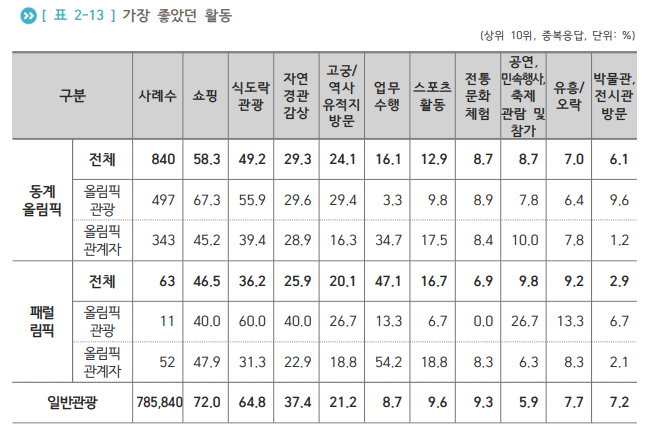 [ 표 2-13 ] 가장 좋았던 활동
(상위 10위, 중복응답, 단위: %)
구분 사례수 쇼핑 식도락 관광 자연 경관 감상 고궁/ 역사 유적지 방문 업무 수행 스포츠 활동 전통 문화 체험 공연, 민속행사, 축제 관람 및 참가 유흥/ 오락 박물관, 전시관 방문
동계 올림픽 전체 840 58.3 49.2 29.3 24.1 16.1 12.9 8.7 8.7 7.0 6.1
올림픽 관광 497 67.3 55.9 29.6 29.4 3.3 9.8 8.9 7.8 6.4 9.6
올림픽 관계자 343 45.2 39.4 28.9 16.3 34.7 17.5 8.4 10.0 7.8 1.2
패럴 림픽 전체 63 46.5 36.2 25.9 20.1 47.1 16.7 6.9 9.8 9.2 2.9
올림픽 관광 11 40.0 60.0 40.0 26.7 13.3 6.7 0.0 26.7 13.3 6.7
올림픽 관계자 52 47.9 31.3 22.9 18.8 54.2 18.8 8.3 6.3 8.3 2.1
일반관광 785,840 72.0 64.8 37.4 21.2 8.7 9.6 9.3 5.9 7.7 7.2